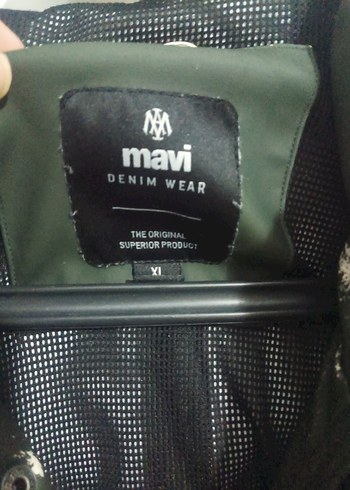 mavi
DENIM WEAR
THE ORIGINAL
SUPERIOR PRODUCT
XL